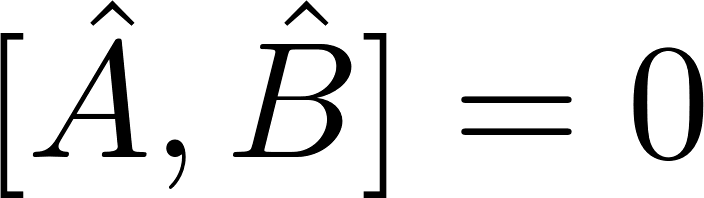 [Â, B̂] = 0